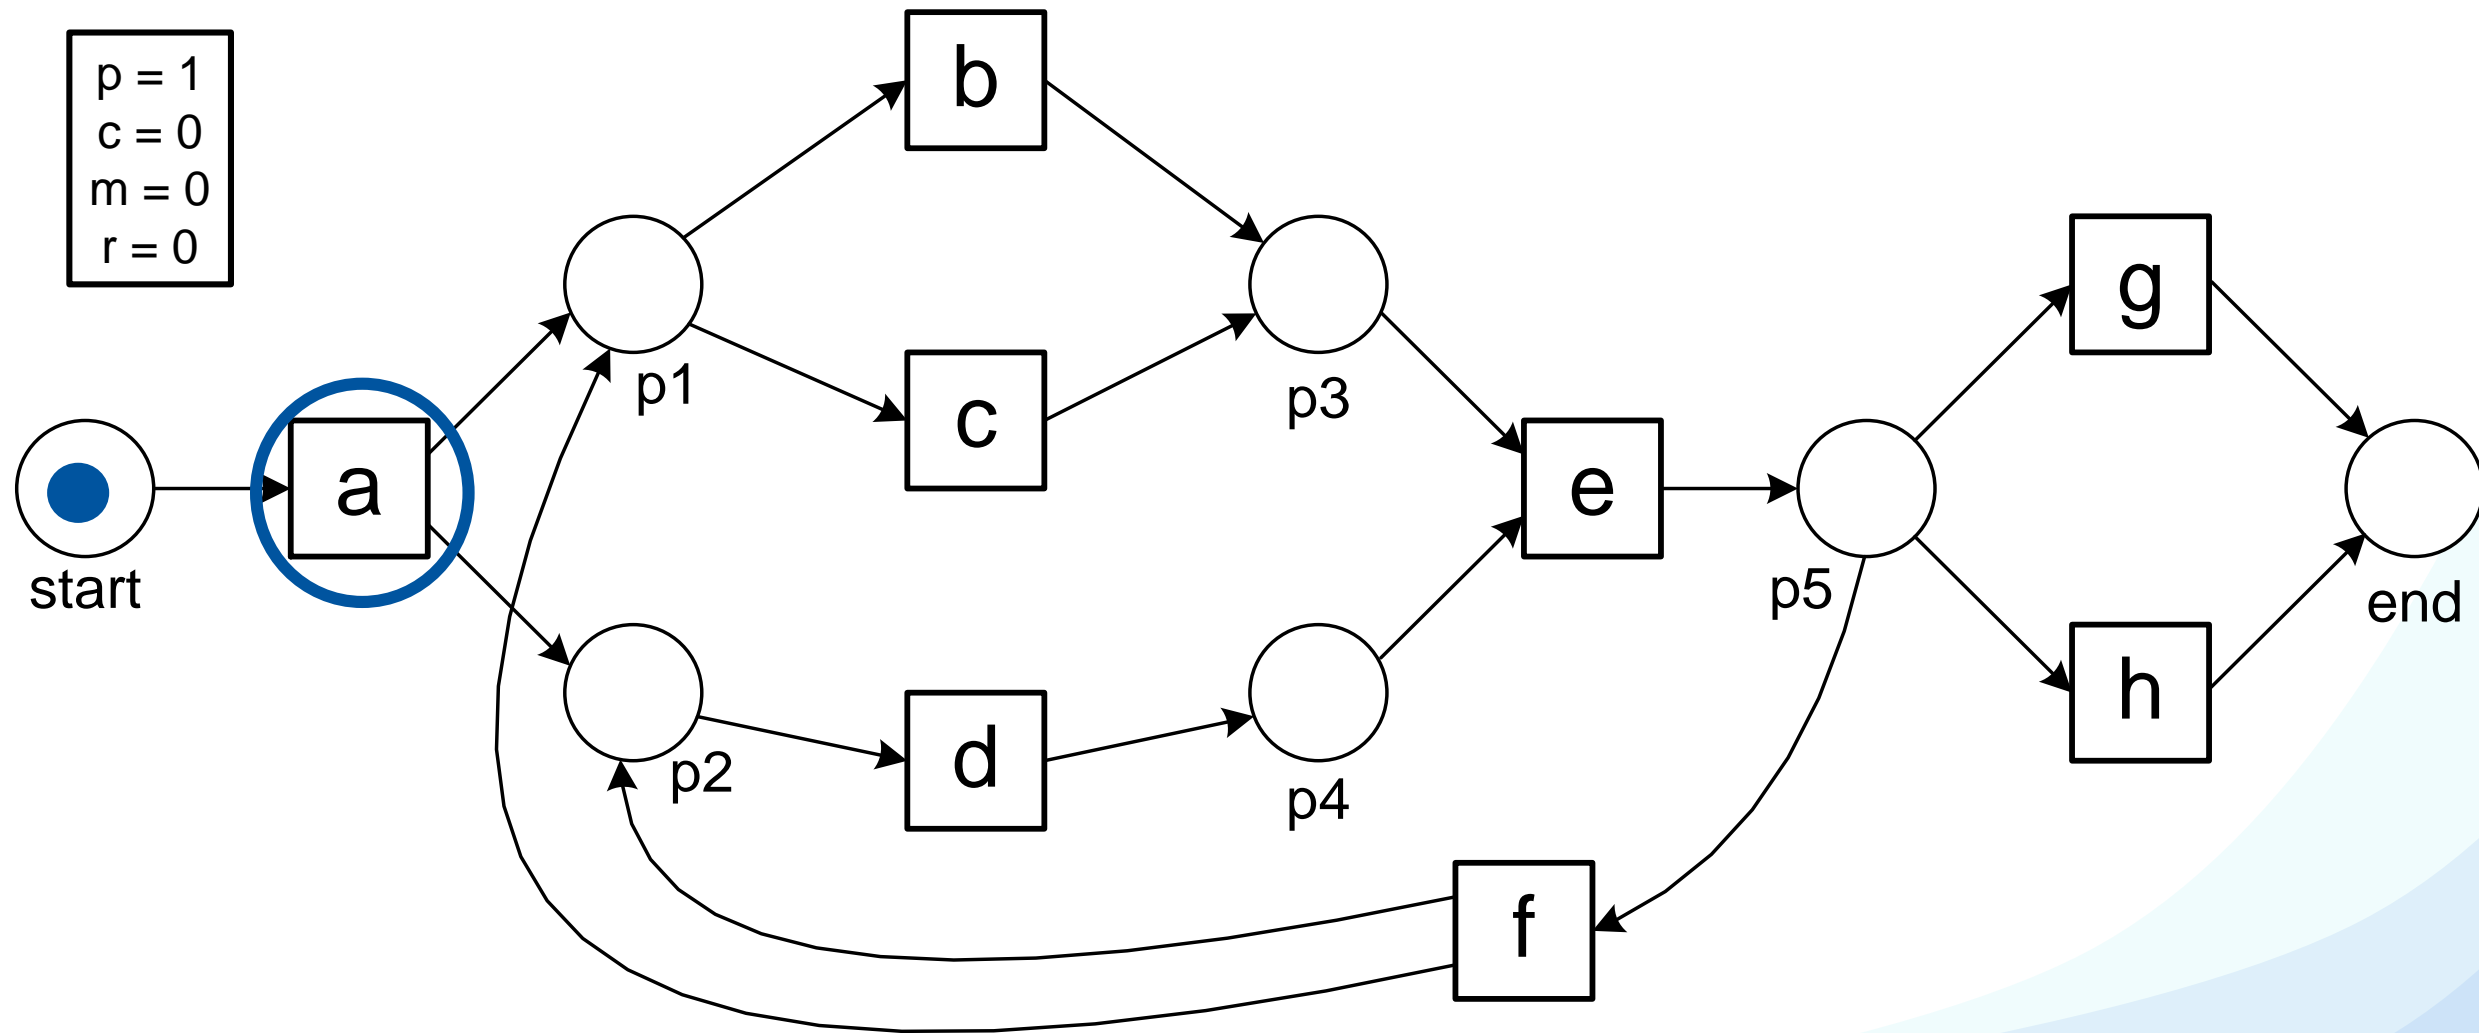 p = 1
c = 0
m = 0
r = 0
b
g
p1
c
p3
a
e
start
p5
end
p2
d
p4
h
f